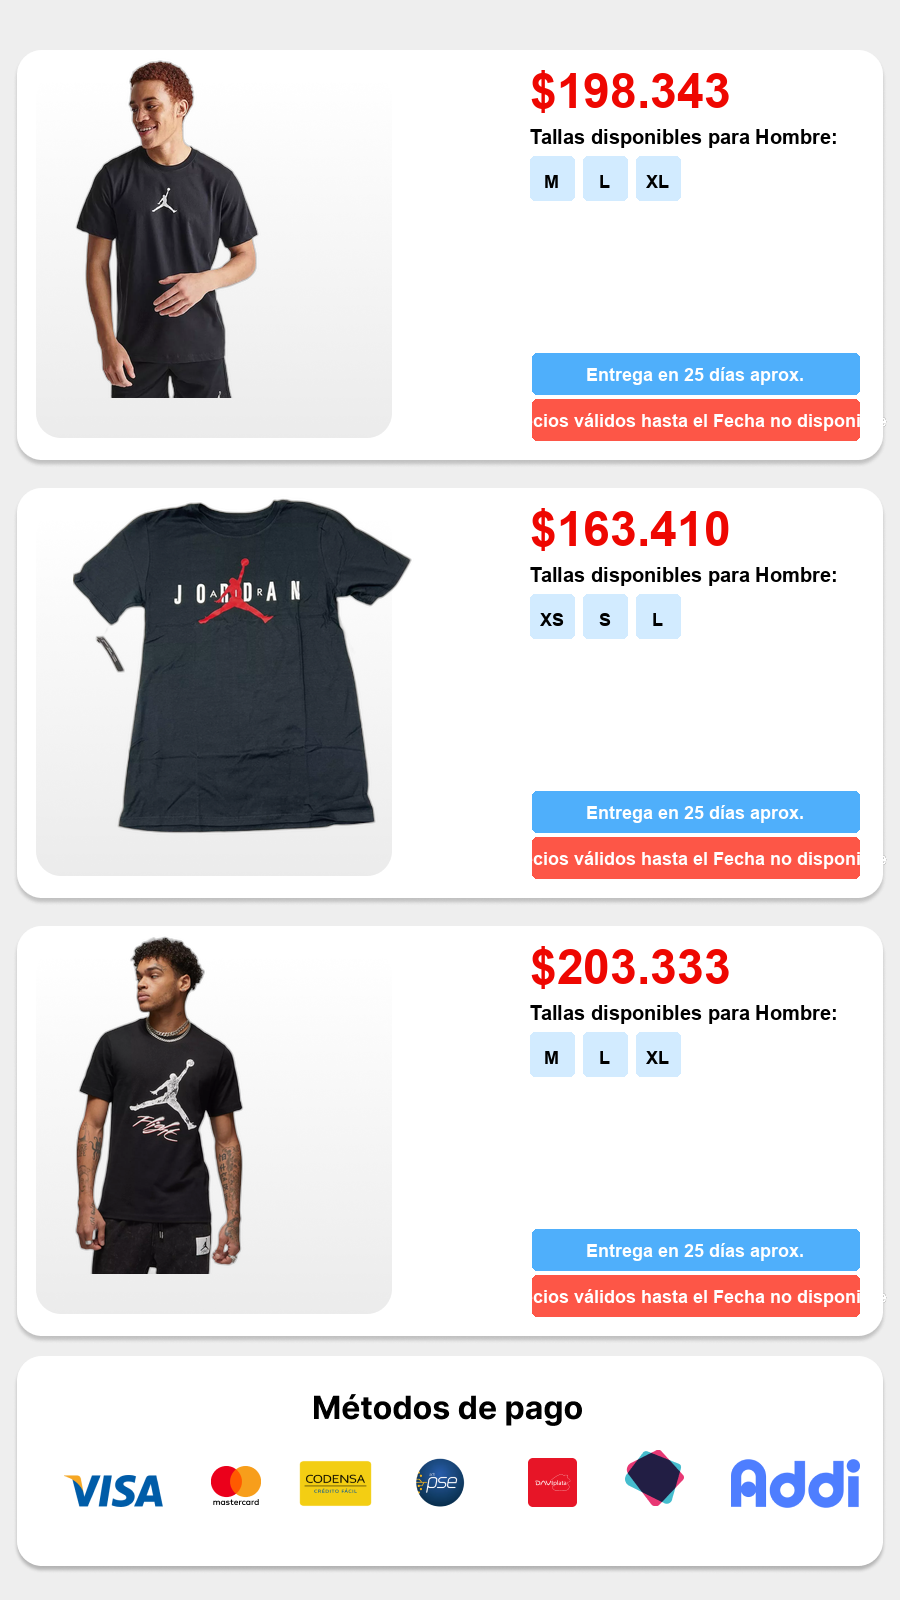 $198.343
Tallas disponibles para Hombre:
M L XL
Entrega en 25 días aprox.
cios válidos hasta el Fecha no disponi
JORDAN
AIR
$163.410
Tallas disponibles para Hombre:
XS S L
Entrega en 25 días aprox.
cios válidos hasta el Fecha no disponi
Flight
$203.333
Tallas disponibles para Hombre:
M L XL
Entrega en 25 días aprox.
cios válidos hasta el Fecha no disponi
Métodos de pago
VISA mastercard CODENSA CRÉDITO FÁCIL pse DAVIplata Addi